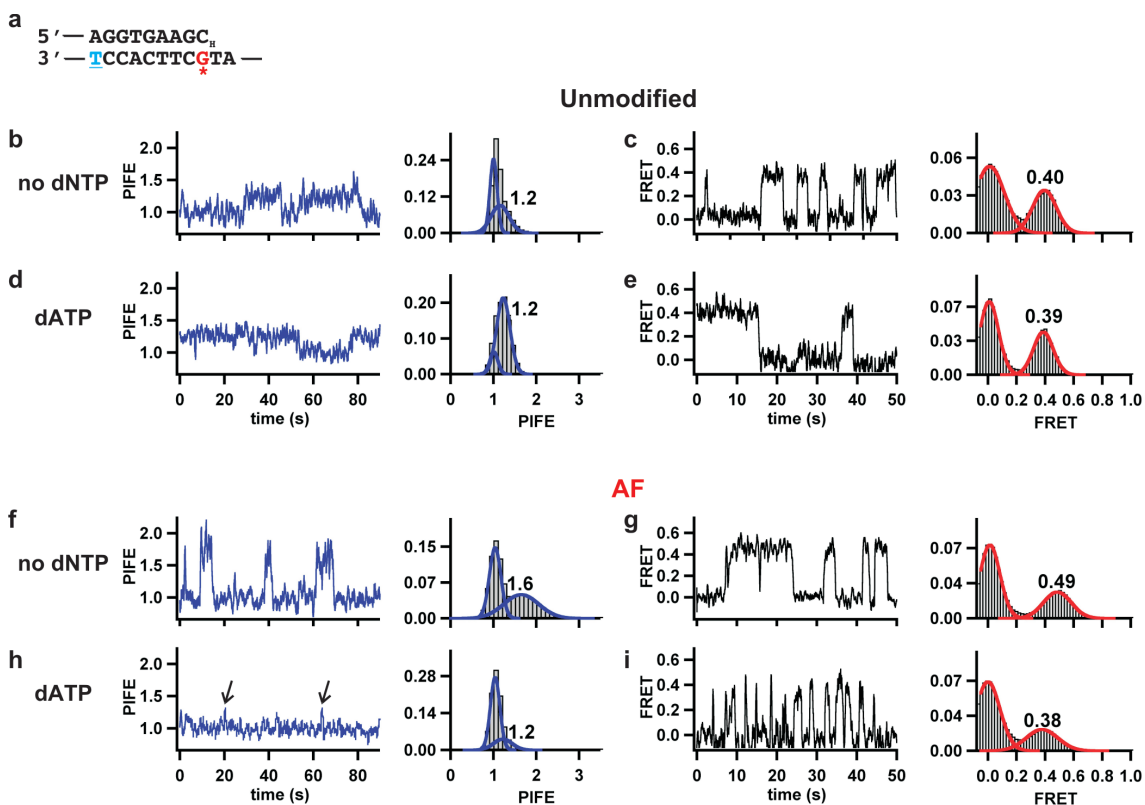 a
5′— AGGTGAAGC_H
3′— TCCACTTCGTA —
*
Unmodified
b
no dNTP
PIFE
2.0
1.5
1.0
0.24
0.12
0.00
1.2
c
FRET
0.6
0.4
0.2
0.0
0.06
0.03
0.00
0.40
d
dATP
PIFE
2.0
1.5
1.0
0 20 40 60 80
time (s)
0.20
0.10
0.00
1.2
0 1 2 3
PIFE
e
FRET
0.6
0.4
0.2
0.0
0 10 20 30 40 50
time (s)
0.07
0.03
0.00
0.39
0.0 0.2 0.4 0.6 0.8 1.0
FRET
AF
f
no dNTP
PIFE
2.0
1.5
1.0
0.15
0.07
0.00
1.6
g
FRET
0.6
0.4
0.2
0.0
0.07
0.04
0.00
0.49
h
dATP
PIFE
2.0
1.5
1.0
0 20 40 60 80
time (s)
0.28
0.14
0.00
1.2
0 1 2 3
PIFE
i
FRET
0.6
0.4
0.2
0.0
0 10 20 30 40 50
time (s)
0.07
0.04
0.00
0.38
0.0 0.2 0.4 0.6 0.8 1.0
FRET